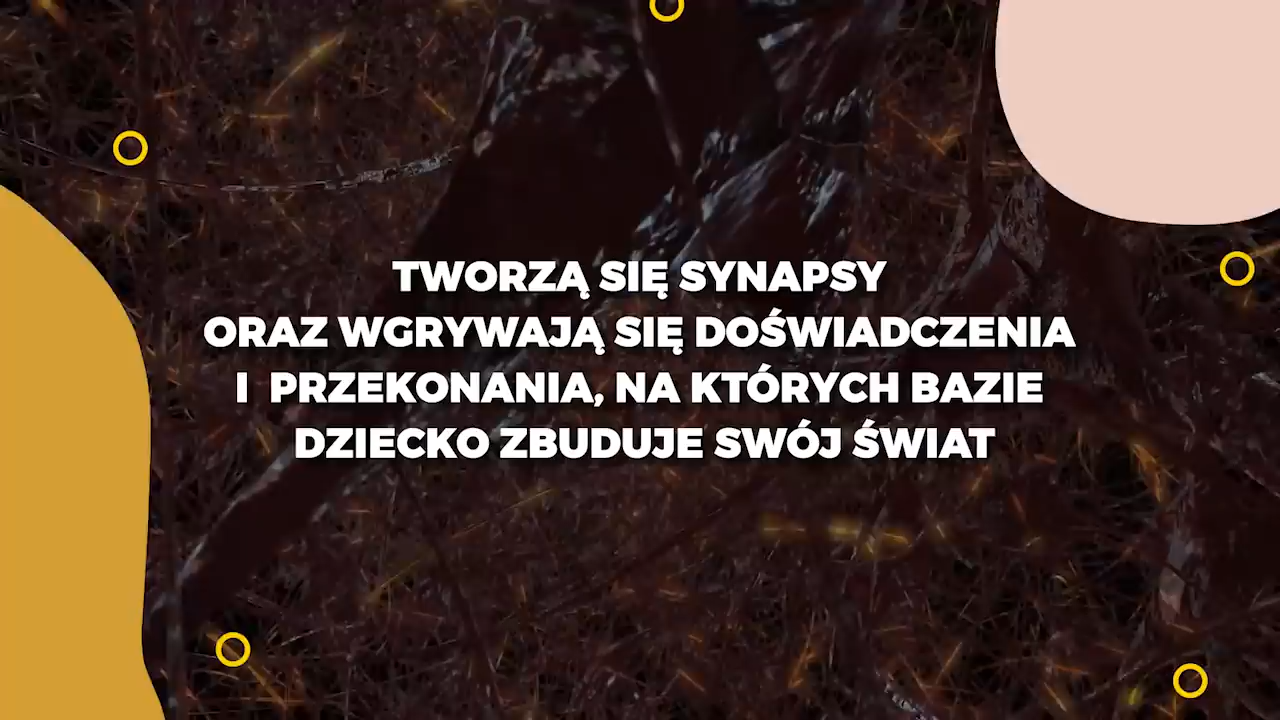 TWORZĄ SIĘ SYNAPSY
ORAZ WGRYWAJĄ SIĘ DOŚWIADCZENIA
I PRZEKONANIA, NA KTÓRYCH BAZIE
DZIECKO ZBUDUJE SWÓJ ŚWIAT